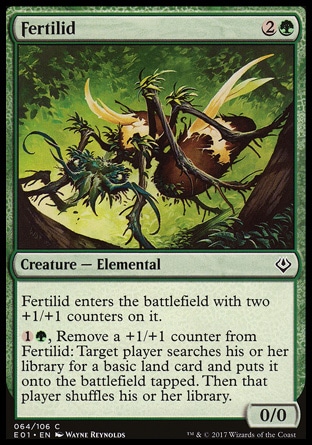 Fertilid 2
Creature — Elemental
Fertilid enters the battlefield with two
+1/+1 counters on it.
1, Remove a +1/+1 counter from
Fertilid: Target player searches his or her
library for a basic land card and puts it
onto the battlefield tapped. Then that
player shuffles his or her library.
0/0
064/106 C
E01 • EN Wayne Reynolds ™ & © 2017 Wizards of the Coast